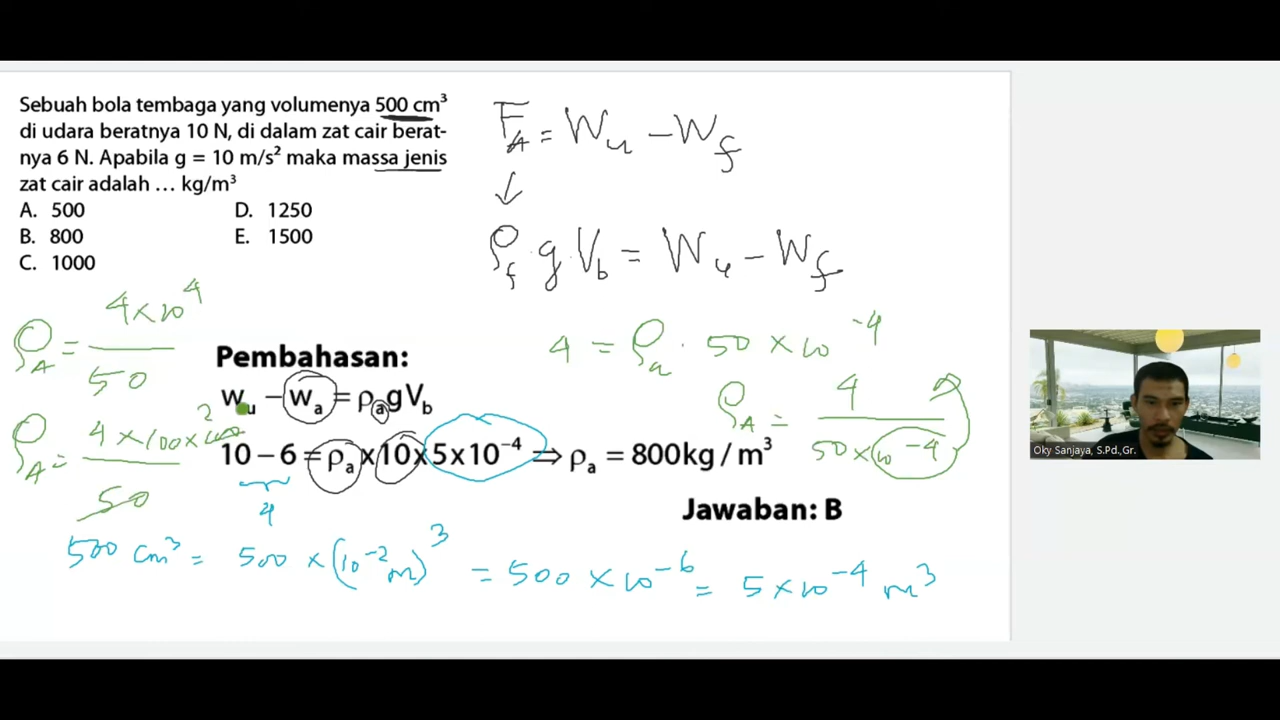 Sebuah bola tembaga yang volumenya 500 cm³
di udara beratnya 10 N, di dalam zat cair berat-
nya 6 N. Apabila g = 10 m/s² maka massa jenis
zat cair adalah … kg/m³
A. 500 D. 1250
B. 800 E. 1500
C. 1000
F_A = W_u − W_f
↓
ρ_f · g · V_b = W_u − W_f
ρ_A = 4 × 10⁴ / 50
4 = ρ_a · 50 × 10⁻⁴
ρ_A = 4 / 50 × 10⁻⁴
Pembahasan:
w_u − w_a = ρ_a g V_b
10 − 6 = ρ_a × 10 × 5 x 10⁻⁴ ⇒ ρ_a = 800 kg / m³
4
ρ_A = 4 × 100 × 100 / 50
2
Jawaban: B
500 cm³ = 500 × (10⁻² m)³ = 500 × 10⁻⁶ = 5 × 10⁻⁴ m³
Oky Sanjaya, S.Pd.,Gr.